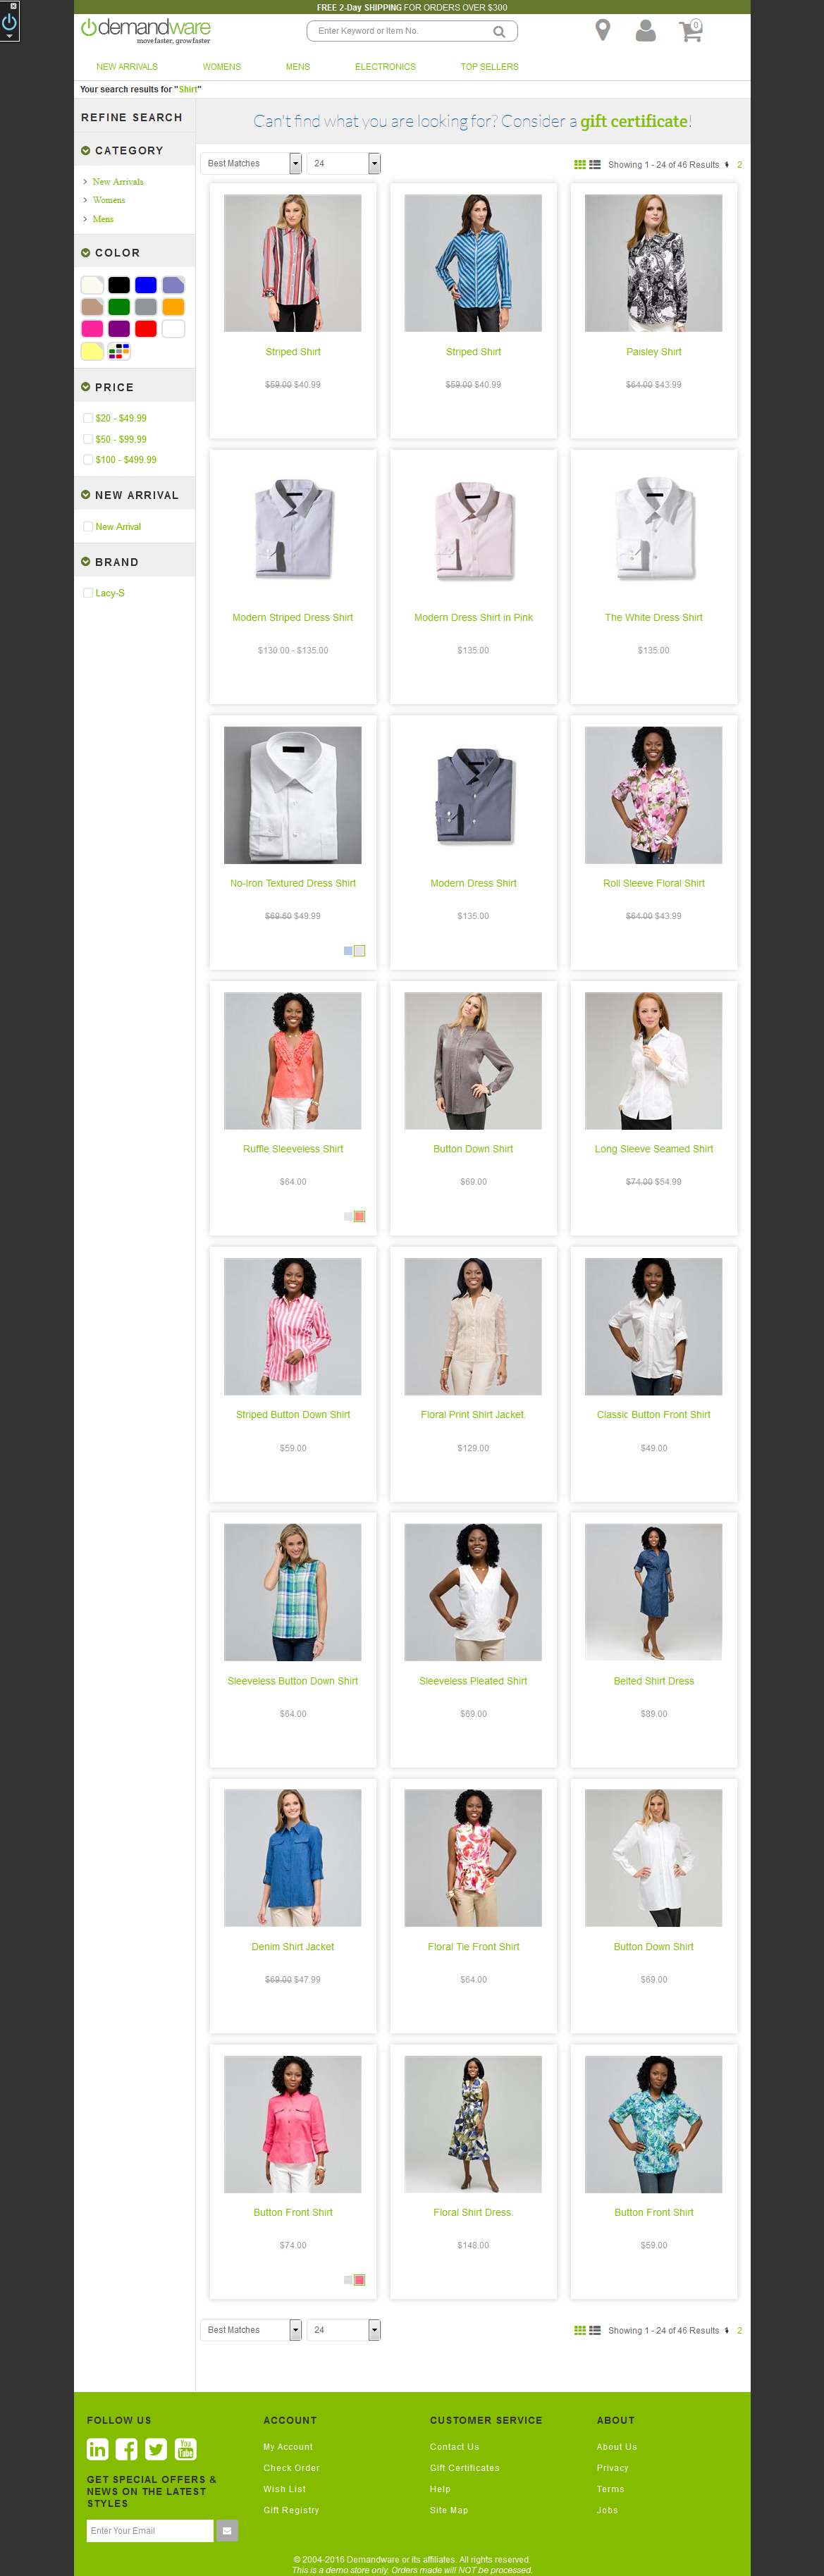 FREE 2-Day SHIPPING FOR ORDERS OVER $300
demandware
move faster, grow faster
Enter Keyword or Item No.
0
NEW ARRIVALS WOMENS MENS ELECTRONICS TOP SELLERS
Your search results for "Shirt"
REFINE SEARCH
CATEGORY
New Arrivals
Womens
Mens
COLOR
PRICE
$20 - $49.99
$50 - $99.99
$100 - $499.99
NEW ARRIVAL
New Arrival
BRAND
Lacy-S
Can't find what you are looking for? Consider a gift certificate!
Best Matches 24 Showing 1 - 24 of 46 Results 2
Striped Shirt Striped Shirt Paisley Shirt
$59.00 $40.99 $59.00 $40.99 $64.00 $43.99
Modern Striped Dress Shirt Modern Dress Shirt in Pink The White Dress Shirt
$130.00 - $135.00 $135.00 $135.00
No-Iron Textured Dress Shirt Modern Dress Shirt Roll Sleeve Floral Shirt
$69.50 $49.99 $135.00 $64.00 $43.99
Ruffle Sleeveless Shirt Button Down Shirt Long Sleeve Seamed Shirt
$64.00 $69.00 $74.00 $54.99
Striped Button Down Shirt Floral Print Shirt Jacket. Classic Button Front Shirt
$59.00 $129.00 $49.00
Sleeveless Button Down Shirt Sleeveless Pleated Shirt Belted Shirt Dress
$64.00 $69.00 $89.00
Denim Shirt Jacket Floral Tie Front Shirt Button Down Shirt
$69.00 $47.99 $64.00 $69.00
Button Front Shirt Floral Shirt Dress. Button Front Shirt
$74.00 $148.00 $59.00
Best Matches 24 Showing 1 - 24 of 46 Results 2
FOLLOW US
in f You Tube
GET SPECIAL OFFERS &
NEWS ON THE LATEST
STYLES
Enter Your Email
ACCOUNT
My Account
Check Order
Wish List
Gift Registry
CUSTOMER SERVICE
Contact Us
Gift Certificates
Help
Site Map
ABOUT
About Us
Privacy
Terms
Jobs
© 2004-2016 Demandware or its affiliates. All rights reserved.
This is a demo store only. Orders made will NOT be processed.